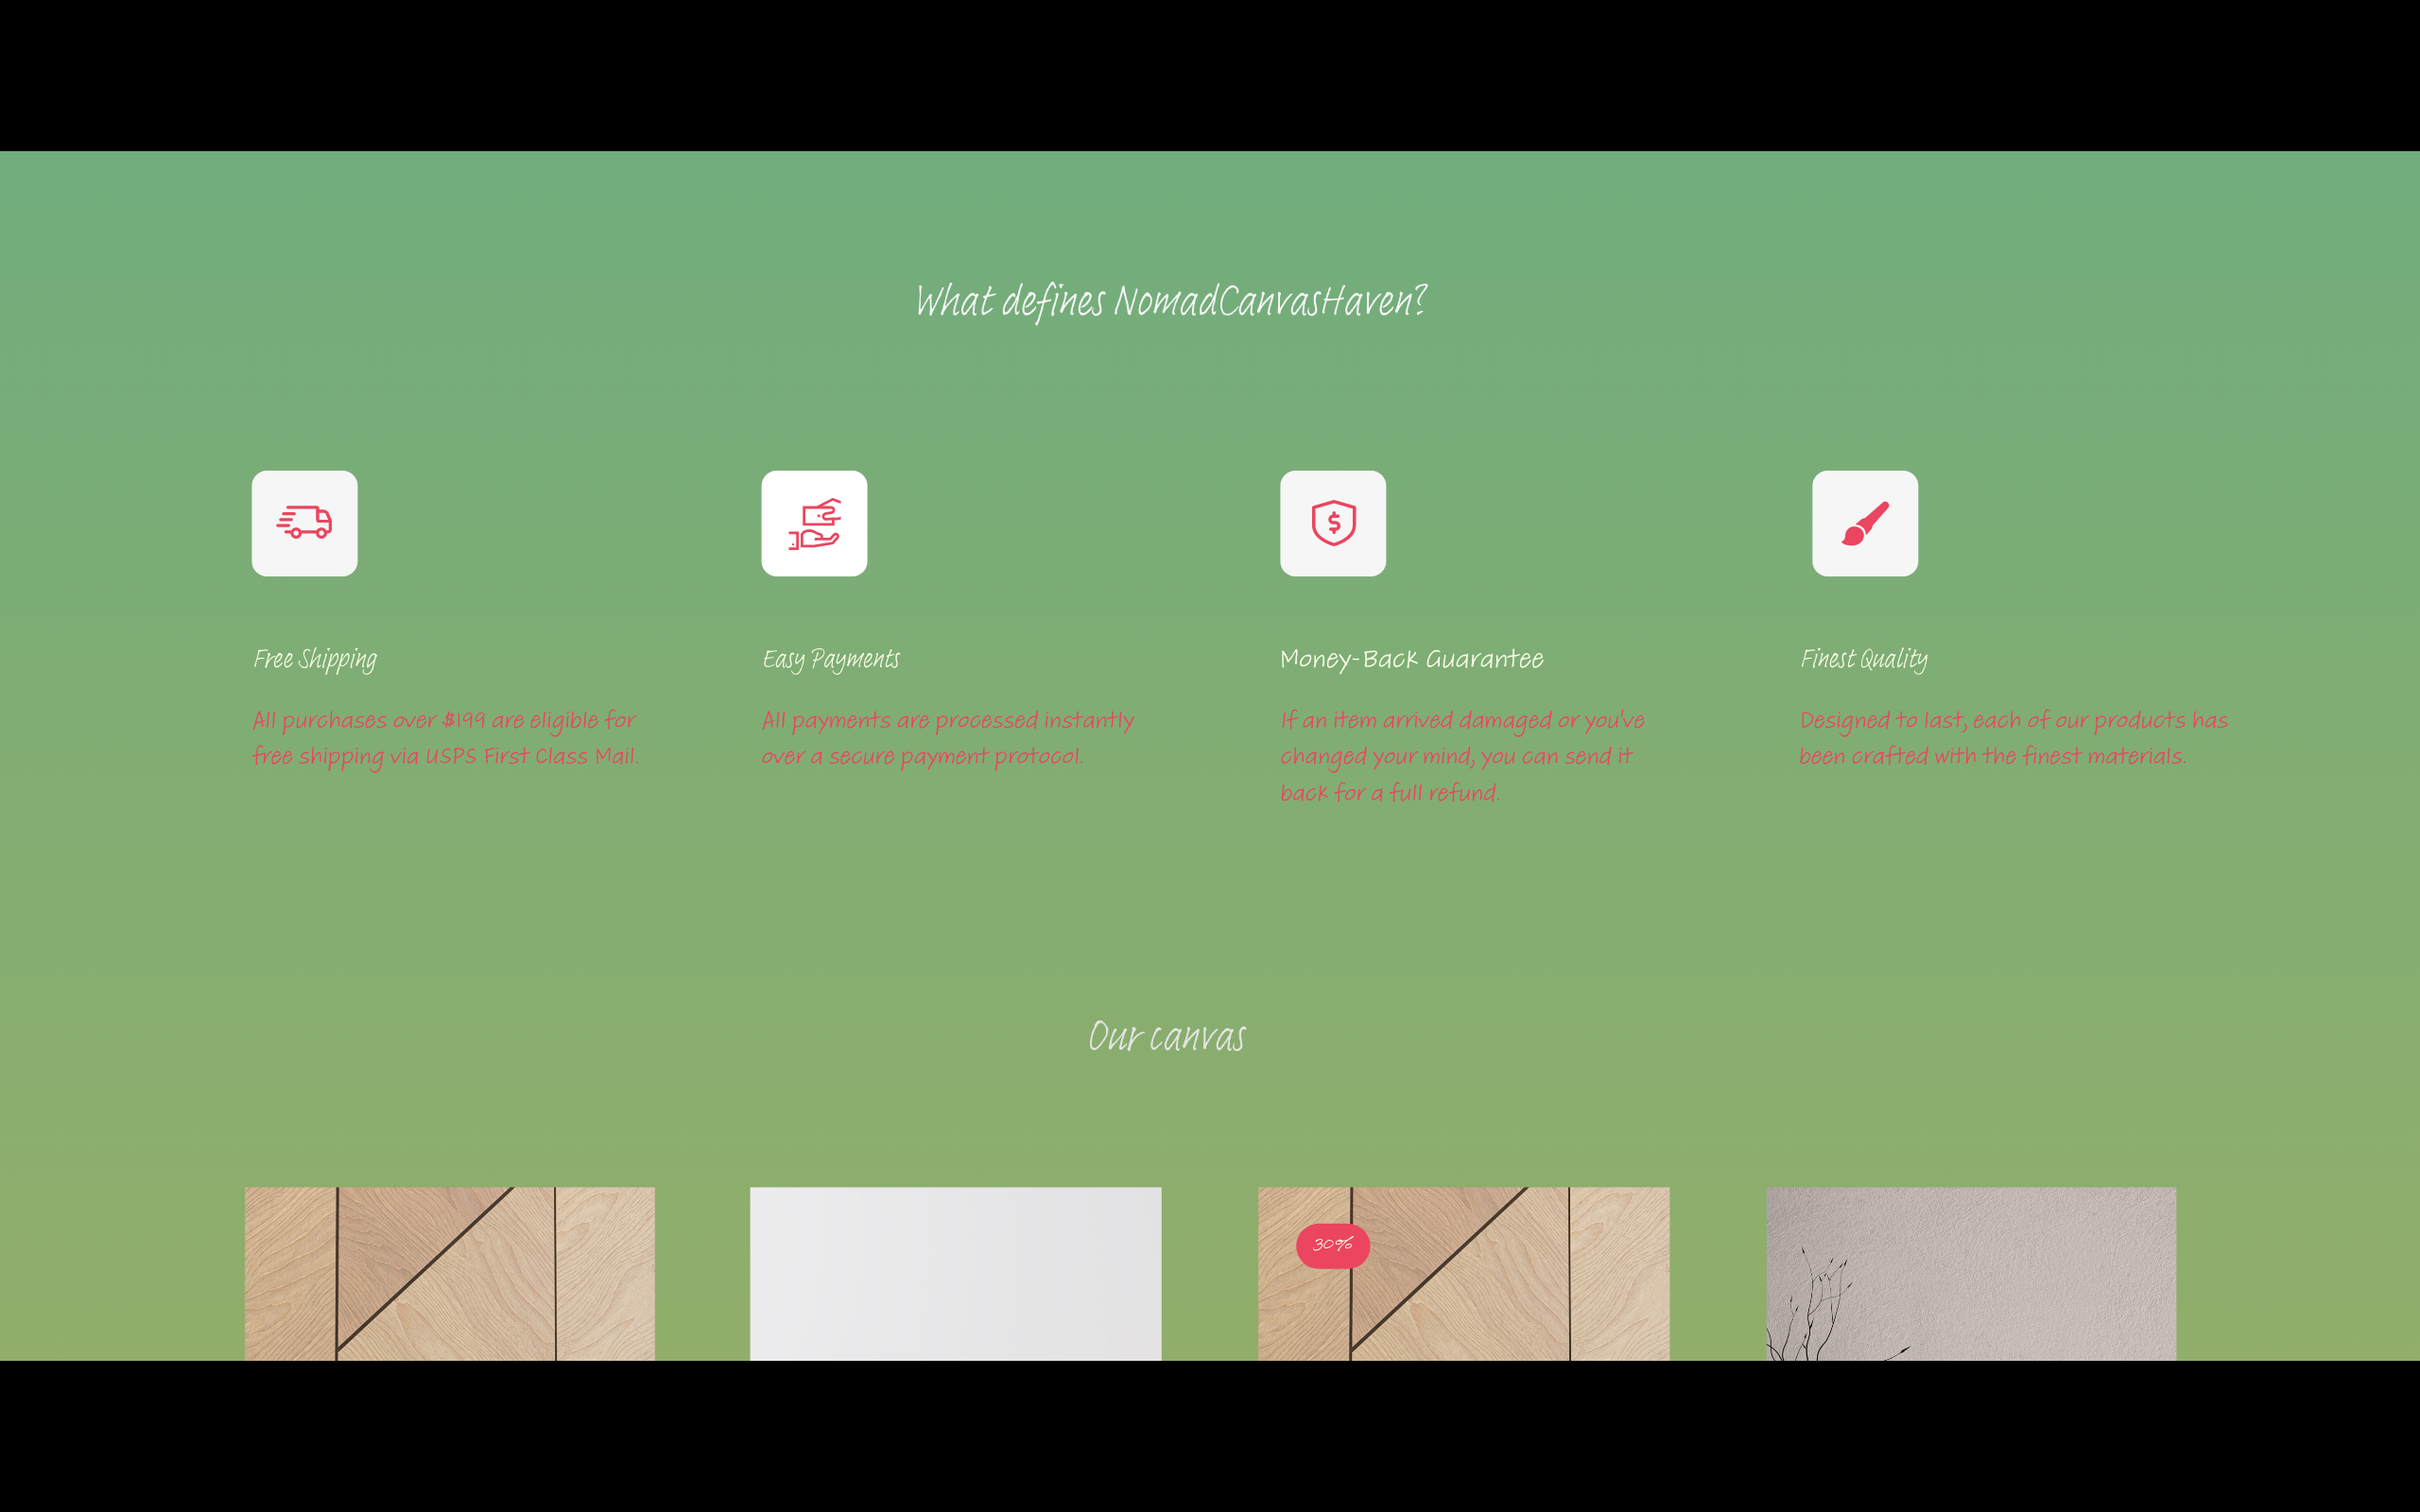 What defines NomadCanvasHaven?
Free Shipping
All purchases over $199 are eligible for
free shipping via USPS First Class Mail.
Easy Payments
All payments are processed instantly
over a secure payment protocol.
Money-Back Guarantee
If an item arrived damaged or you've
changed your mind, you can send it
back for a full refund.
Finest Quality
Designed to last, each of our products has
been crafted with the finest materials.
Our canvas
30%